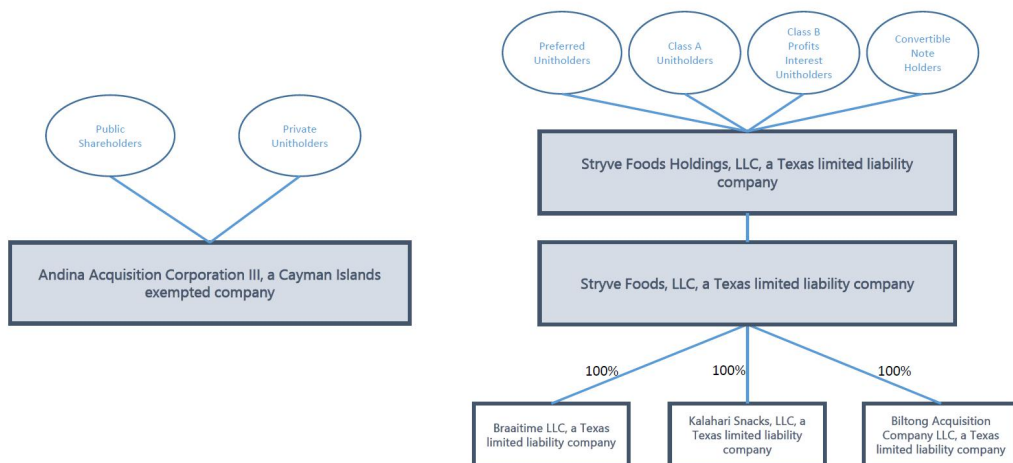 Public
Shareholders
Private
Unitholders
Andina Acquisition Corporation III, a Cayman Islands
exempted company
Preferred
Unitholders
Class A
Unitholders
Class B
Profits
Interest
Unitholders
Convertible
Note
Holders
Stryve Foods Holdings, LLC, a Texas limited liability
company
Stryve Foods, LLC, a Texas limited liability company
100%
100%
100%
Braaitime LLC, a Texas
limited liability company
Kalahari Snacks, LLC, a
Texas limited liability
company
Biltong Acquisition
Company LLC, a Texas
limited liability company